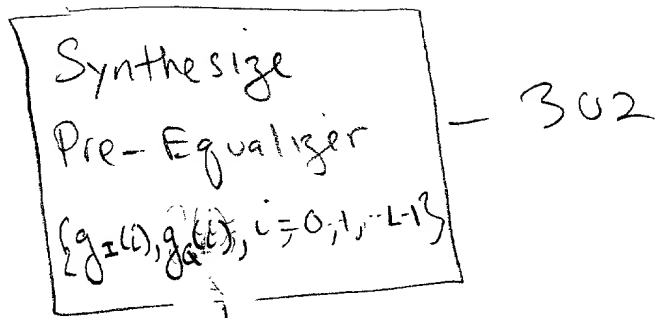 Synthesize
Pre-Equalizer
{g_I(i), g_Q(i), i=0,1,..L-1}
302